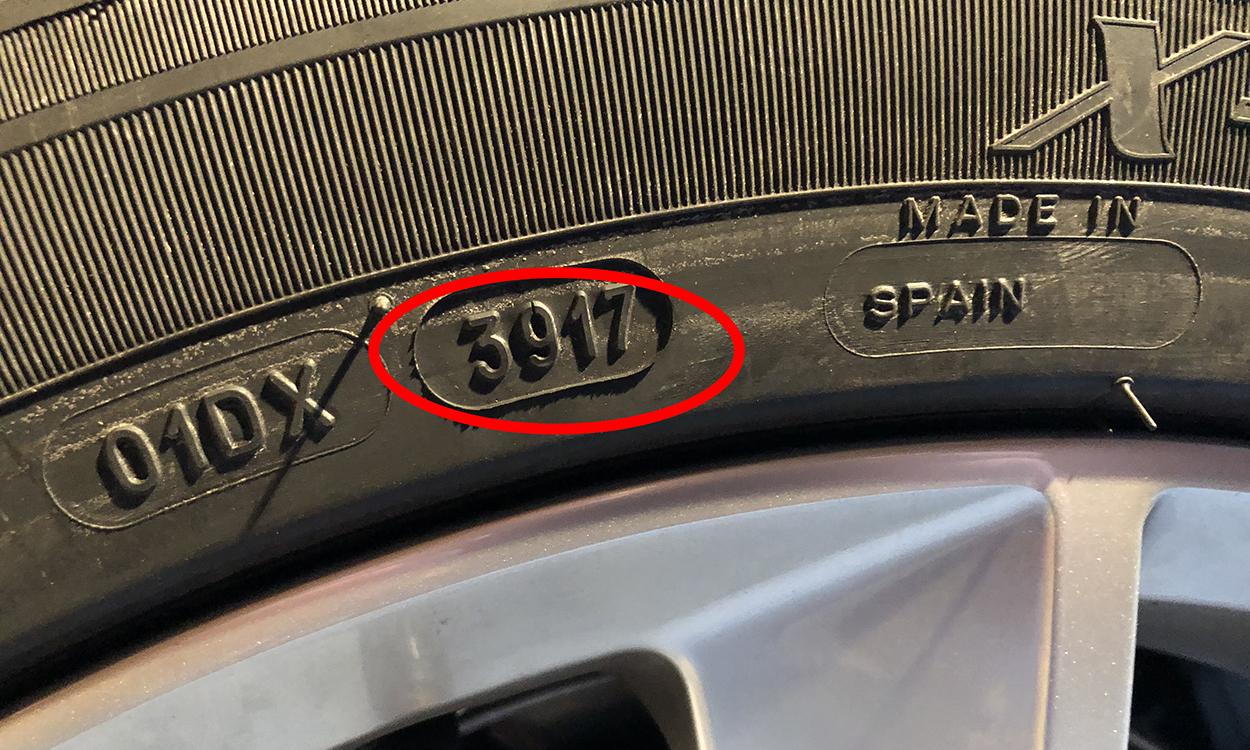 X
MADE IN
SPAIN
3917
01DX